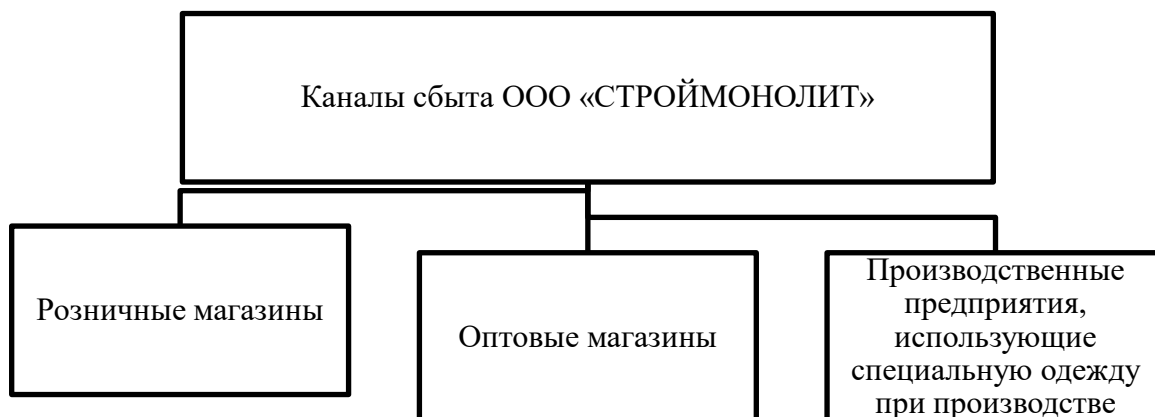 Каналы сбыта ООО «СТРОЙМОНОЛИТ»
Розничные магазины
Оптовые магазины
Производственные
предприятия,
использующие
специальную одежду
при производстве